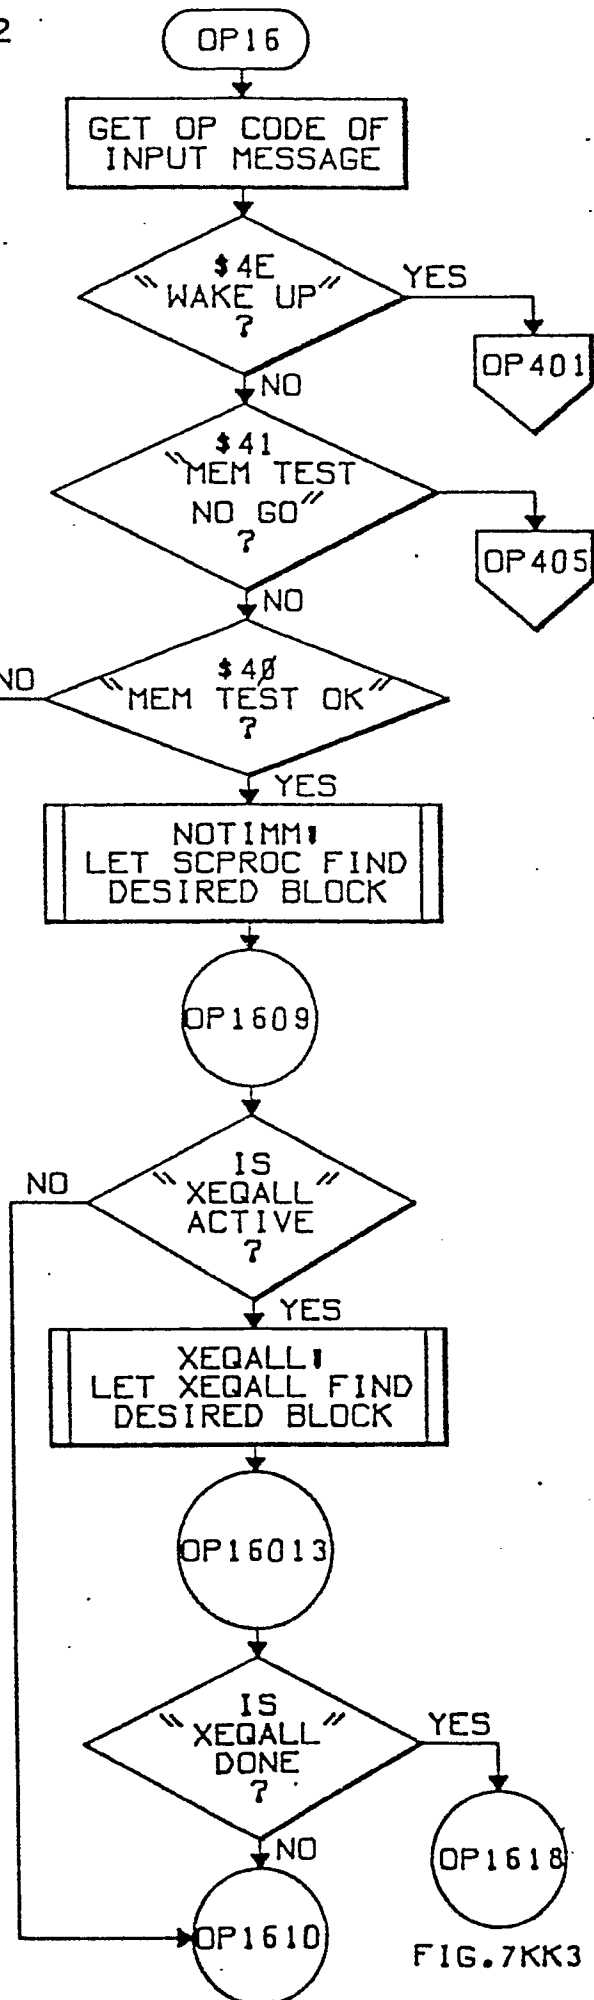 2
OP16
GET OP CODE OF
INPUT MESSAGE
$4E
"WAKE UP"
?
YES
OP401
NO
$41
"MEM TEST
NO GO"
?
OP405
NO
$40
"MEM TEST OK"
?
NO
YES
NOTIMM:
LET SCPROC FIND
DESIRED BLOCK
OP1609
IS
"XEQALL"
ACTIVE
?
NO
YES
XEQALL:
LET XEQALL FIND
DESIRED BLOCK
OP16013
IS
"XEQALL"
DONE
?
YES
OP1618
NO
OP1610
FIG.7KK3